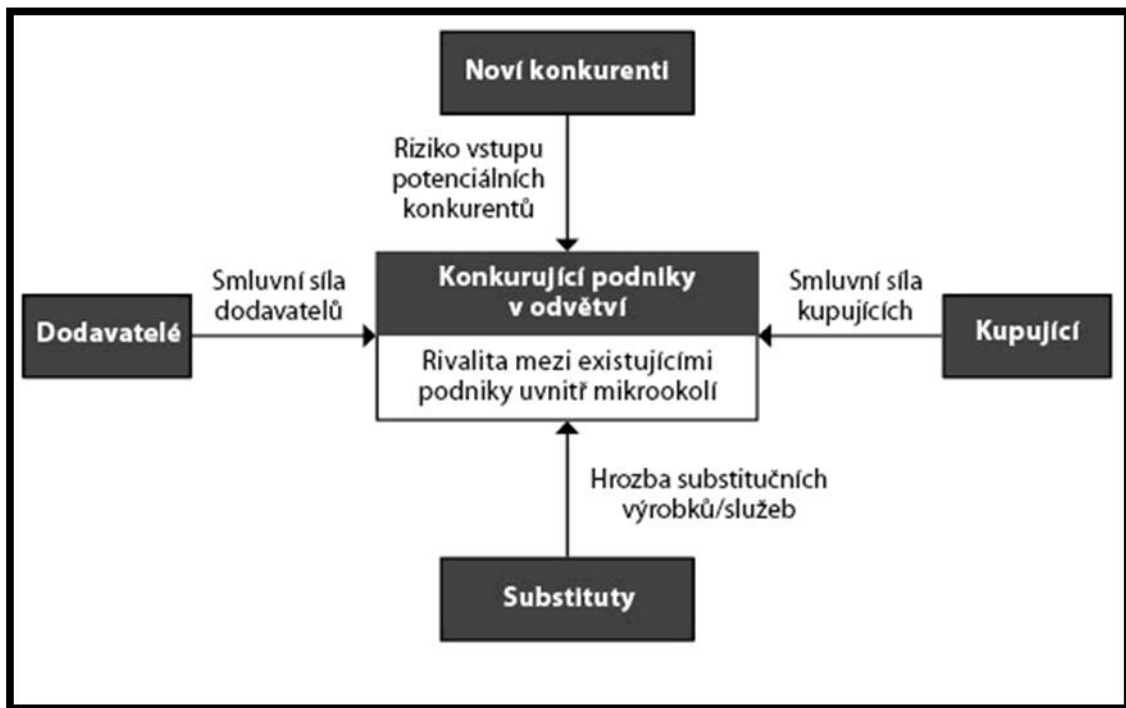 Noví konkurenti
Riziko vstupu
potenciálních
konkurentů
Smluvní síla
dodavatelů
Konkurující podniky
v odvětví
Smluvní síla
kupujících
Dodavatelé
Rivalita mezi existujícími
podniky uvnitř mikrookolí
Kupující
Hrozba substitučních
výrobků/služeb
Substituty